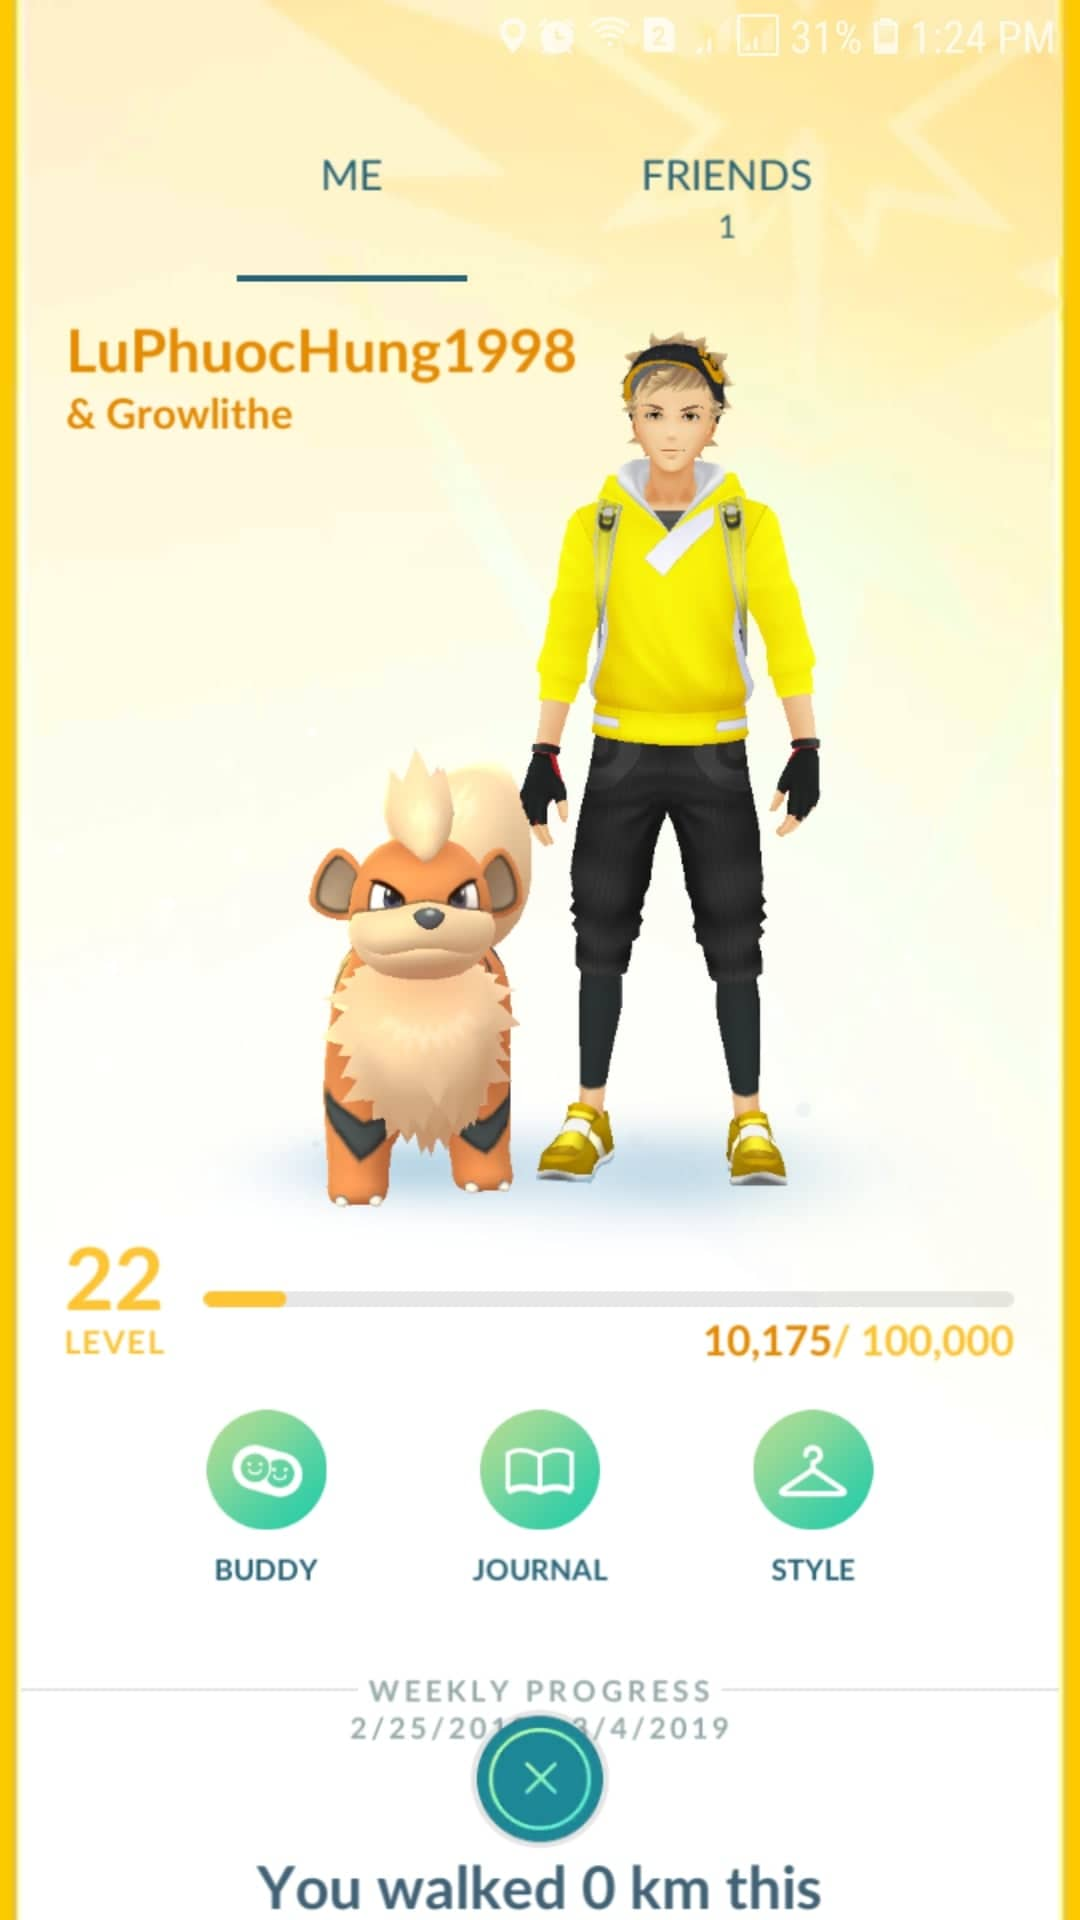 2 31% 1:24 PM
ME FRIENDS
1
LuPhuocHung1998
& Growlithe
22
LEVEL
10,175/ 100,000
BUDDY JOURNAL STYLE
WEEKLY PROGRESS
2/25/201 3/4/2019
You walked 0 km this